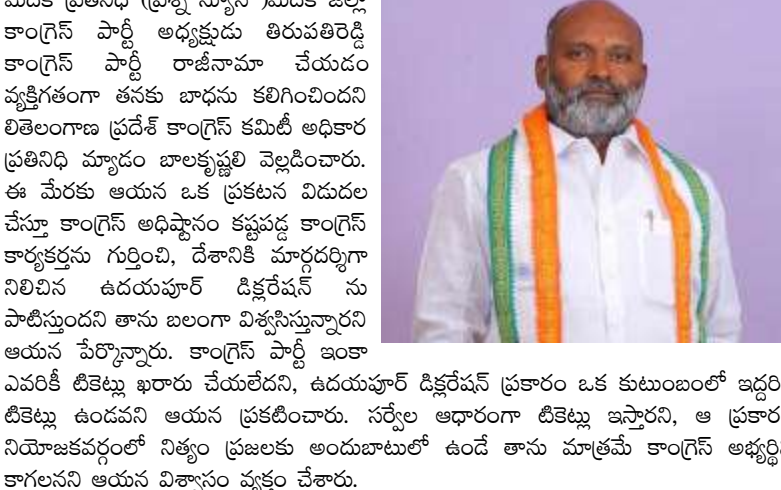 మెదక్ ప్రతినిధి (ప్రశ్న న్యూస్ )మెదక్ జిల్లా
కాంగ్రెస్ పార్టీ అధ్యక్షుడు తిరుపతిరెడ్డి
కాంగ్రెస్ పార్టీ రాజీనామా చేయడం
వ్యక్తిగతంగా తనకు బాధను కలిగించిందని
లితెలంగాణ ప్రదేశ్ కాంగ్రెస్ కమిటీ అధికార
ప్రతినిధి మ్యాడం బాలకృష్ణలి వెల్లడించారు.
ఈ మేరకు ఆయన ఒక ప్రకటన విడుదల
చేస్తూ కాంగ్రెస్ అధిష్టానం కష్టపడ్డ కాంగ్రెస్
కార్యకర్తను గుర్తించి, దేశానికి మార్గదర్శిగా
నిలిచిన ఉదయపూర్ డిక్లరేషన్ ను
పాటిస్తుందని తాను బలంగా విశ్వసిస్తున్నారని
ఆయన పేర్కొన్నారు. కాంగ్రెస్ పార్టీ ఇంకా
ఎవరికీ టికెట్లు ఖరారు చేయలేదని, ఉదయపూర్ డిక్లరేషన్ ప్రకారం ఒక కుటుంబంలో ఇద్దరి
టికెట్లు ఉండవని ఆయన ప్రకటించారు. సర్వేల ఆధారంగా టికెట్లు ఇస్తారని, ఆ ప్రకార
నియోజకవర్గంలో నిత్యం ప్రజలకు అందుబాటులో ఉండే తాను మాత్రమే కాంగ్రెస్ అభ్యర్థి
కాగలనని ఆయన విశ్వాసం వ్యక్తం చేశారు.